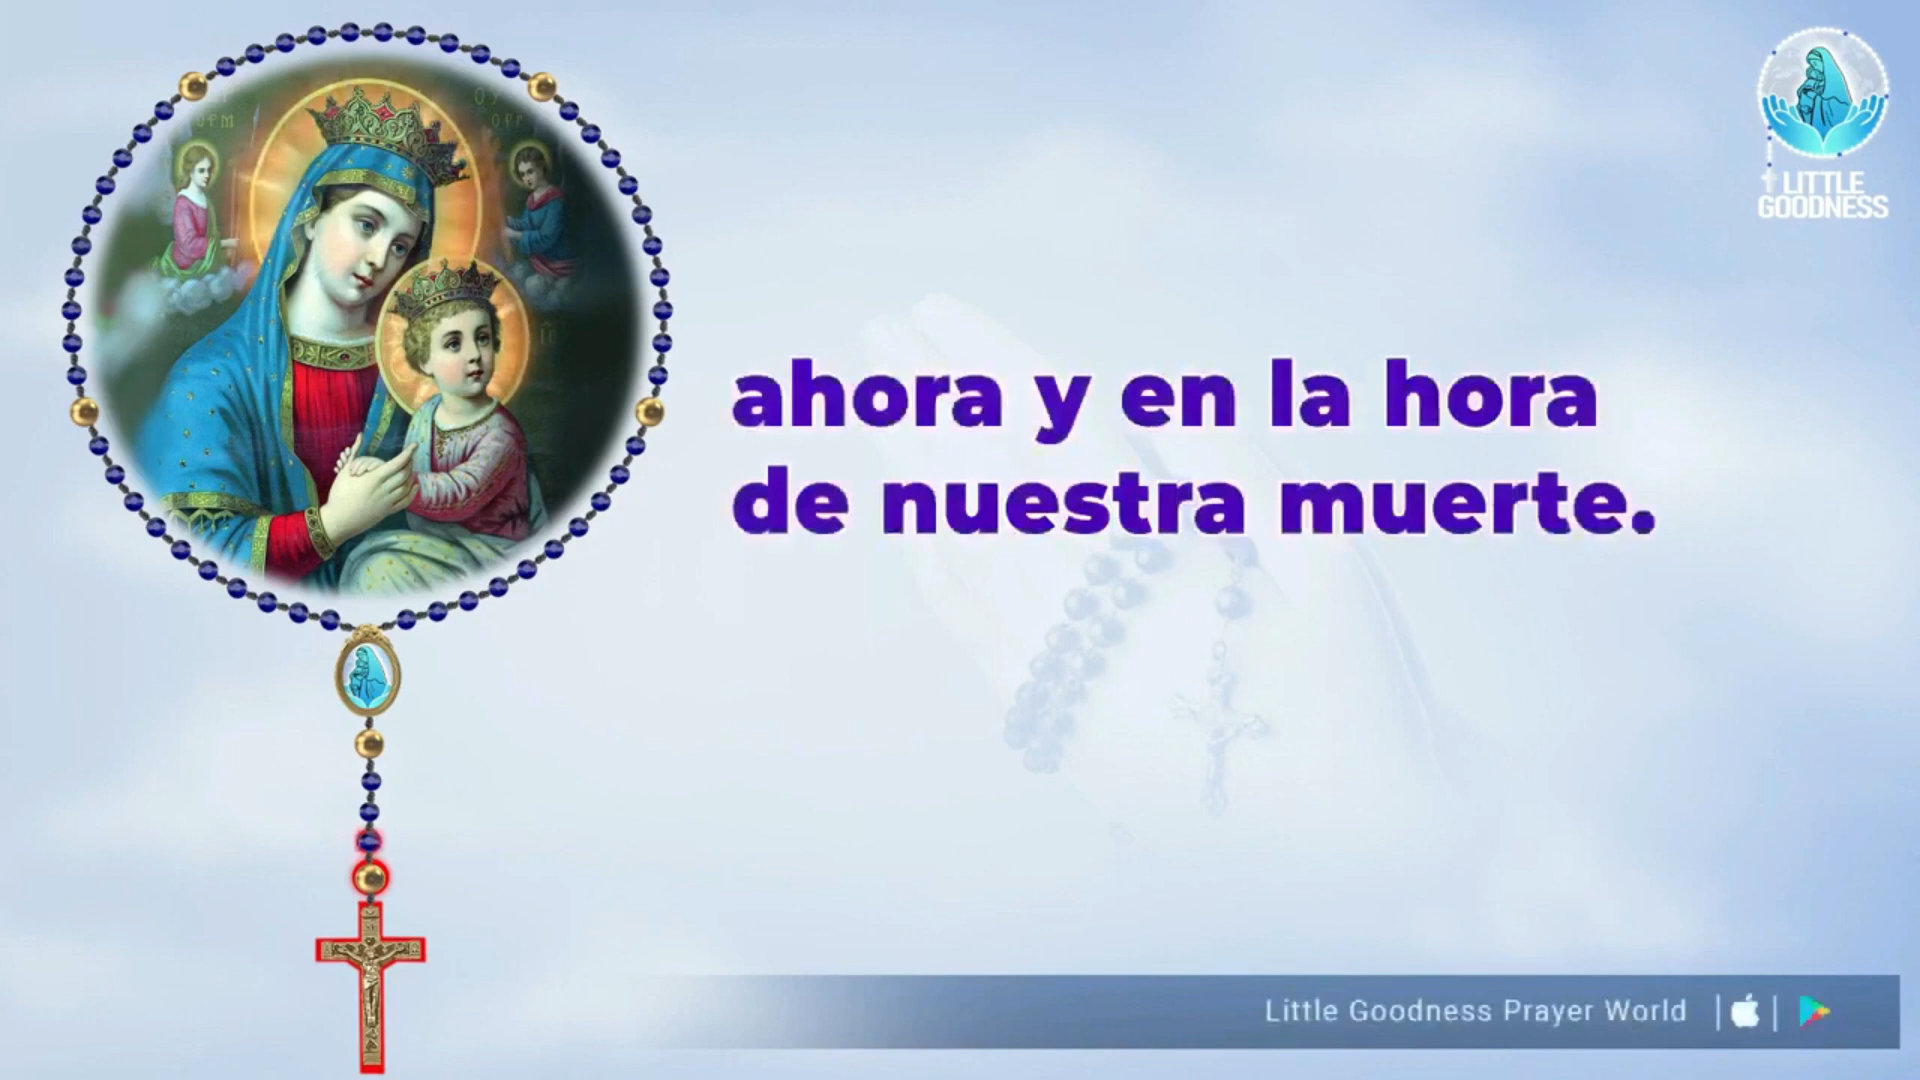 LITTLE
GOODNESS
ahora y en la hora
de nuestra muerte.
Little Goodness Prayer World